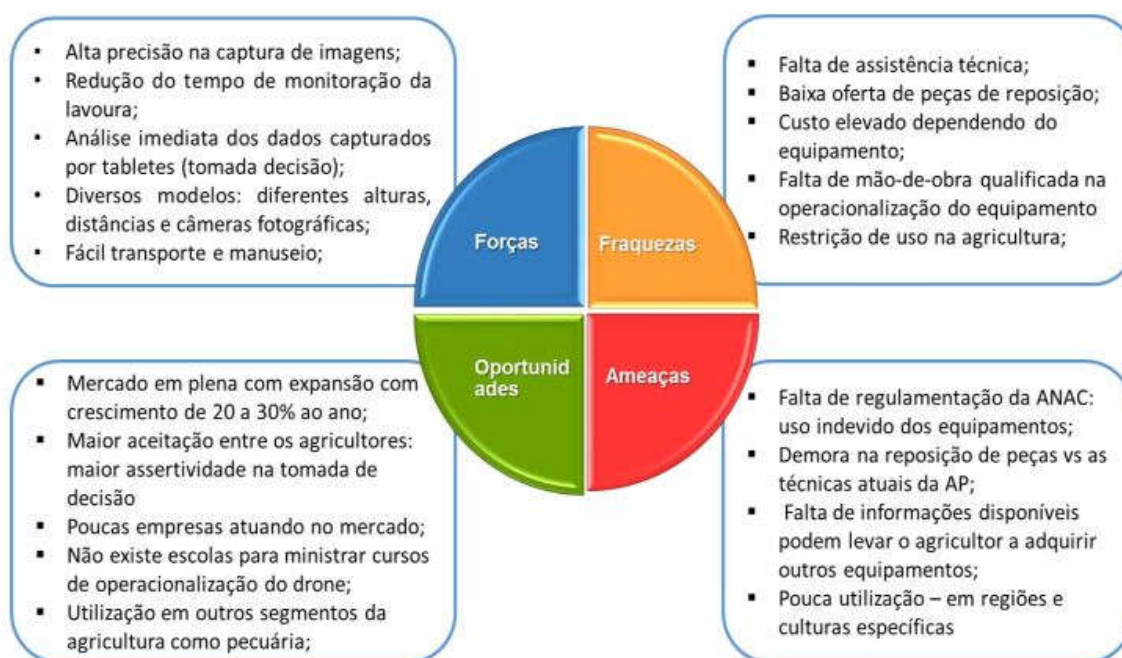 • Alta precisão na captura de imagens;
• Redução do tempo de monitoração da
lavoura;
• Análise imediata dos dados capturados
por tabletes (tomada decisão);
• Diversos modelos: diferentes alturas,
distâncias e câmeras fotográficas;
• Fácil transporte e manuseio;
▪ Falta de assistência técnica;
▪ Baixa oferta de peças de reposição;
▪ Custo elevado dependendo do
equipamento;
▪ Falta de mão-de-obra qualificada na
operacionalização do equipamento
▪ Restrição de uso na agricultura;
Forças
Fraquezas
Oportunid
ades
Ameaças
▪ Mercado em plena com expansão com
crescimento de 20 a 30% ao ano;
▪ Maior aceitação entre os agricultores:
maior assertividade na tomada de
decisão
▪ Poucas empresas atuando no mercado;
▪ Não existe escolas para ministrar cursos
de operacionalização do drone;
▪ Utilização em outros segmentos da
agricultura como pecuária;
▪ Falta de regulamentação da ANAC:
uso indevido dos equipamentos;
▪ Demora na reposição de peças vs as
técnicas atuais da AP;
▪ Falta de informações disponíveis
podem levar o agricultor a adquirir
outros equipamentos;
▪ Pouca utilização – em regiões e
culturas específicas